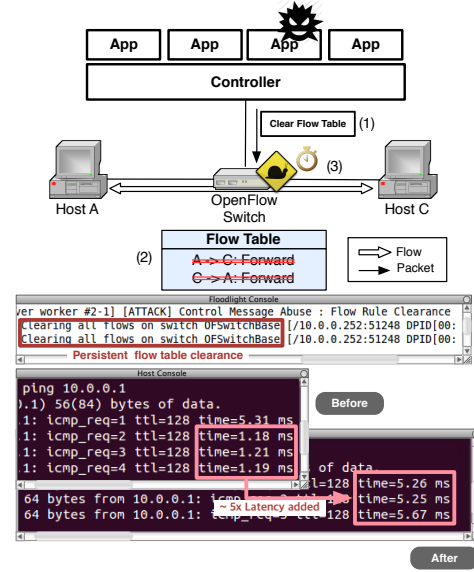 App App App App
Controller
Clear Flow Table (1)
(3)
Host A
OpenFlow
Switch
Host C
Flow Table
(2)
A -> C: Forward
C -> A: Forward
Flow
Packet
Floodlight Console
ver worker #2-1] [ATTACK] Control Message Abuse : Flow Rule Clearance
Clearing all flows on switch OFSwitchBase [/10.0.0.252:51248 DPID[00:
Clearing all flows on switch OFSwitchBase [/10.0.0.252:51248 DPID[00:
Persistent flow table clearance
Host Console
ping 10.0.0.1
).1) 56(84) bytes of data.
.1: icmp_req=1 ttl=128 time=5.31 ms
.1: icmp_req=2 ttl=128 time=1.18 ms
.1: icmp_req=3 ttl=128 time=1.21 ms
.1: icmp_req=4 ttl=128 time=1.19 ms
Before
s of data.
tl=128 time=5.26 ms
64 bytes from 10.0.0.1: ttl=128 time=5.25 ms
64 bytes from 10.0.0.1: icmp_req=3 ttl=128 time=5.67 ms
~ 5x Latency added
After